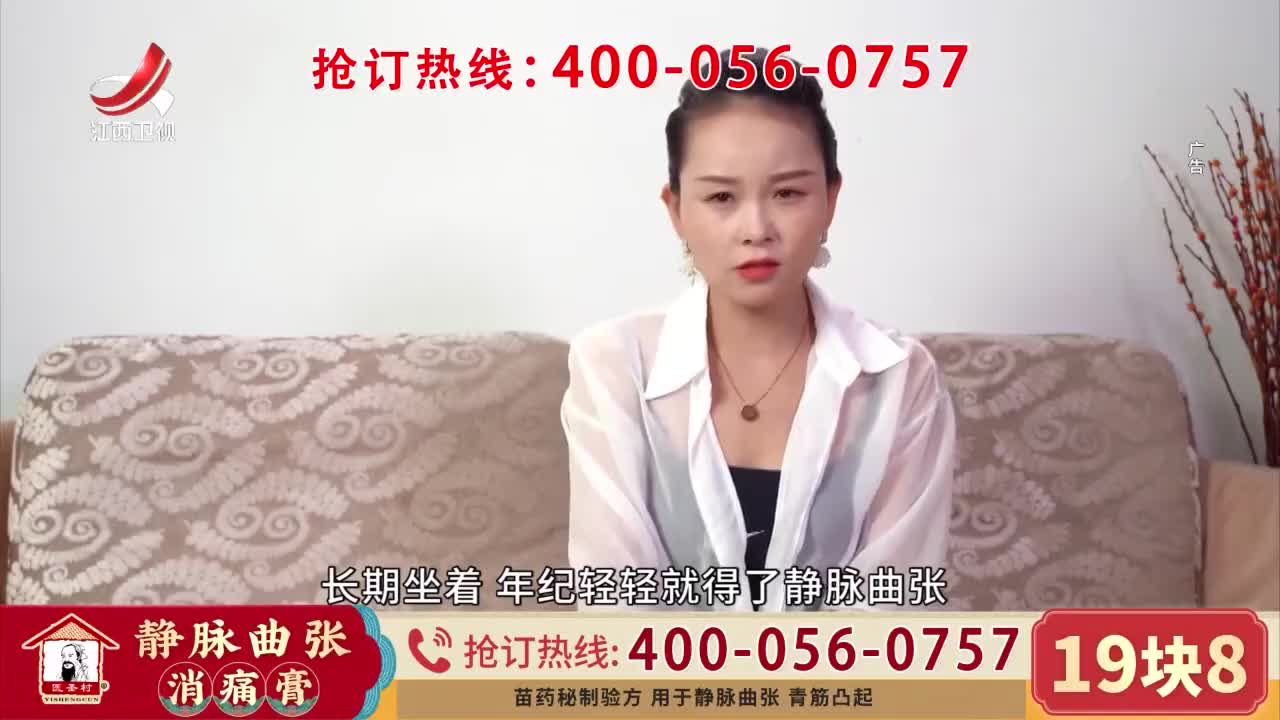 抢订热线:400-056-0757
江西卫视
广告
长期坐着 年纪轻轻就得了静脉曲张
医圣村®
YISHENGCUN
静脉曲张
消痛膏
抢订热线:400-056-0757
19块8
苗药秘制验方 用于静脉曲张 青筋凸起